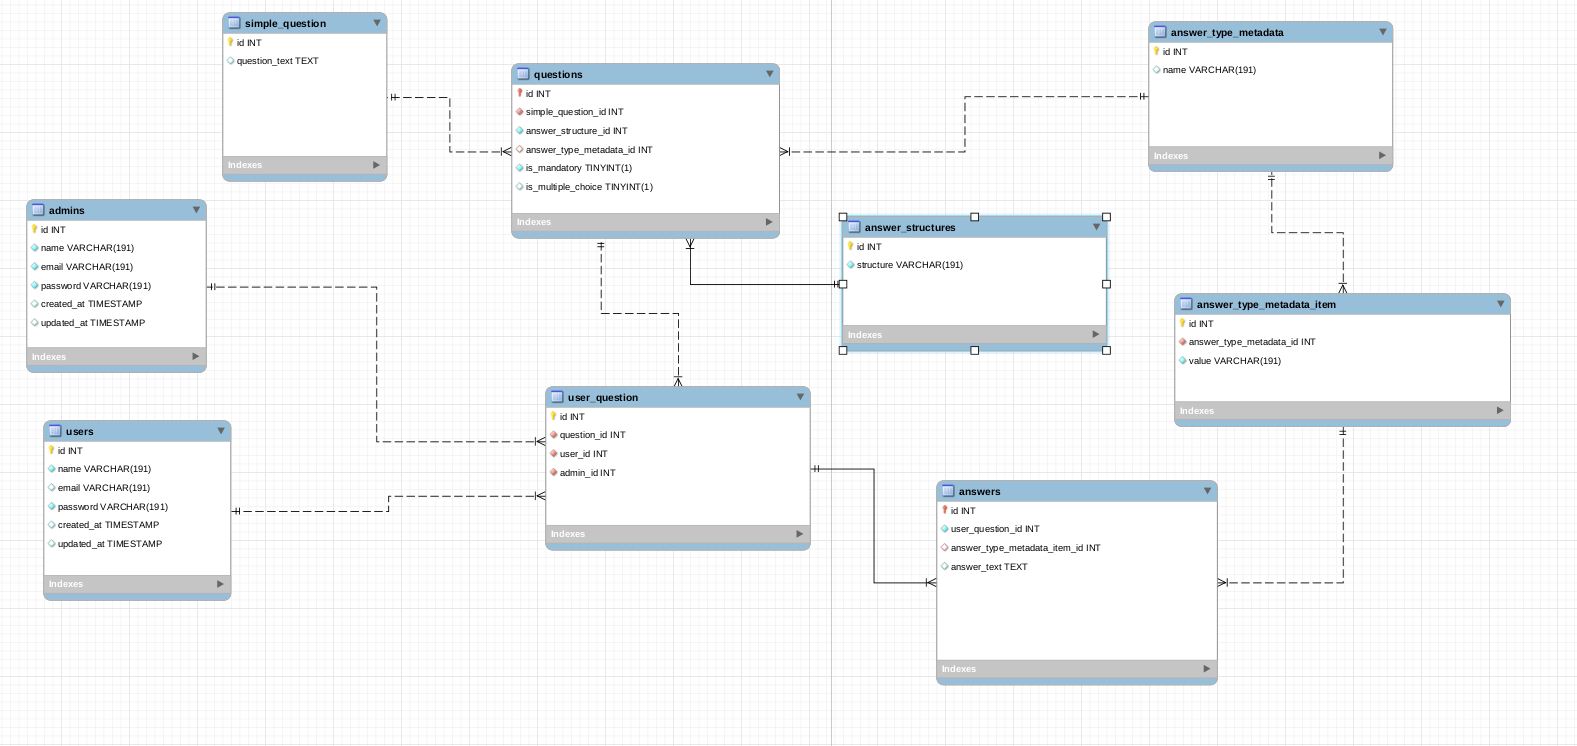 simple_question
id INT
question_text TEXT
Indexes
questions
id INT
simple_question_id INT
answer_structure_id INT
answer_type_metadata_id INT
is_mandatory TINYINT(1)
is_multiple_choice TINYINT(1)
Indexes
answer_type_metadata
id INT
name VARCHAR(191)
Indexes
admins
id INT
name VARCHAR(191)
email VARCHAR(191)
password VARCHAR(191)
created_at TIMESTAMP
updated_at TIMESTAMP
Indexes
answer_structures
id INT
structure VARCHAR(191)
Indexes
answer_type_metadata_item
id INT
answer_type_metadata_id INT
value VARCHAR(191)
Indexes
users
id INT
name VARCHAR(191)
email VARCHAR(191)
password VARCHAR(191)
created_at TIMESTAMP
updated_at TIMESTAMP
Indexes
user_question
id INT
question_id INT
user_id INT
admin_id INT
Indexes
answers
id INT
user_question_id INT
answer_type_metadata_item_id INT
answer_text TEXT
Indexes